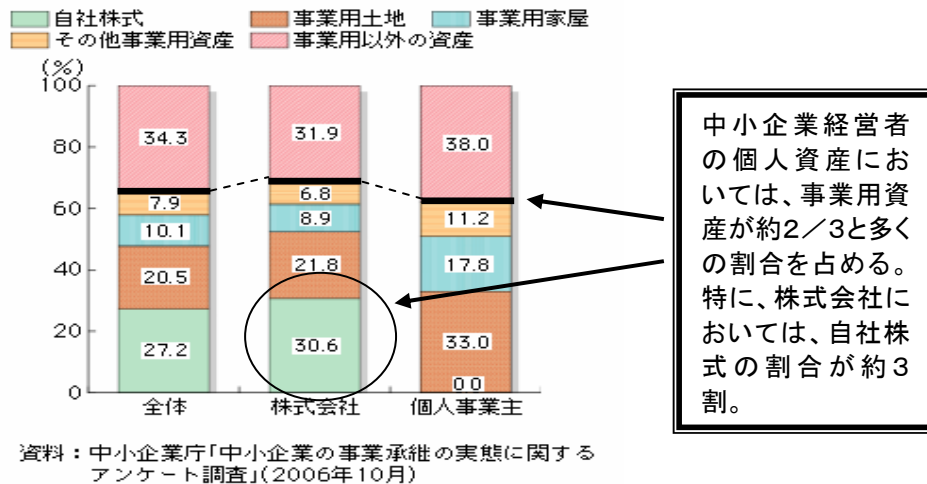 自社株式 事業用土地 事業用家屋
その他事業用資産 事業用以外の資産
(%)
100
80
60
40
20
0
34.3
7.9
10.1
20.5
27.2
31.9
6.8
8.9
21.8
30.6
38.0
11.2
17.8
33.0
0 0
全体 株式会社 個人事業主
中小企業経営者
の個人資産にお
いては、事業用資
産が約2/3と多く
の割合を占める。
特に、株式会社に
おいては、自社株
式の割合が約3
割。
資料:中小企業庁「中小企業の事業承継の実態に関する
アンケート調査」(2006年10月)